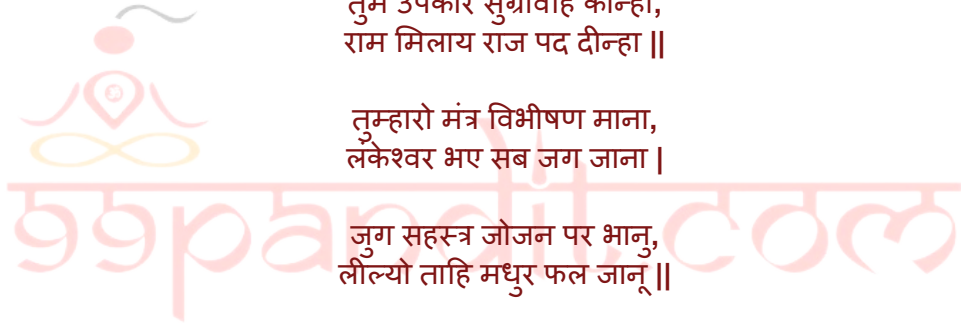 तुम उपकार सुग्रीवहि कीन्हा,
राम मिलाय राज पद दीन्हा ||
तुम्हारो मंत्र विभीषण माना,
लंकेश्वर भए सब जग जाना |
जुग सहस्त्र जोजन पर भानु,
लील्यो ताहि मधुर फल जानू ||
99pandit.com
ॐ